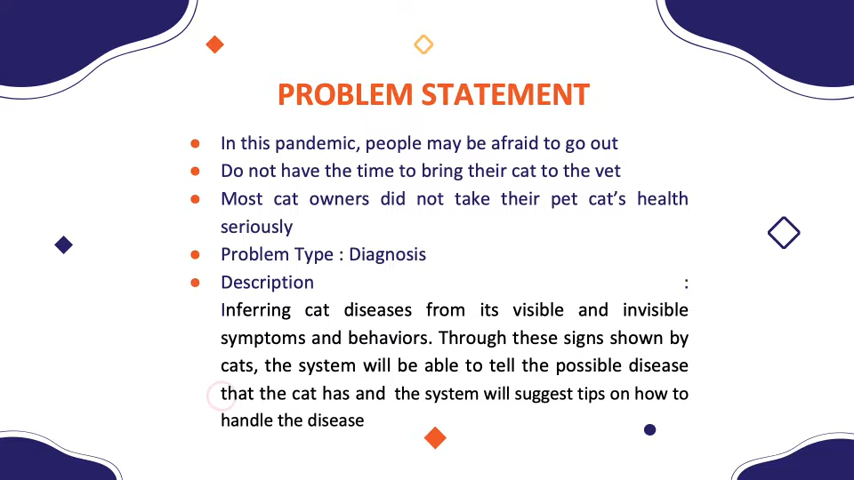 PROBLEM STATEMENT
In this pandemic, people may be afraid to go out
Do not have the time to bring their cat to the vet
Most cat owners did not take their pet cat’s health
seriously
Problem Type : Diagnosis
Description :
Inferring cat diseases from its visible and invisible
symptoms and behaviors. Through these signs shown by
cats, the system will be able to tell the possible disease
that the cat has and the system will suggest tips on how to
handle the disease